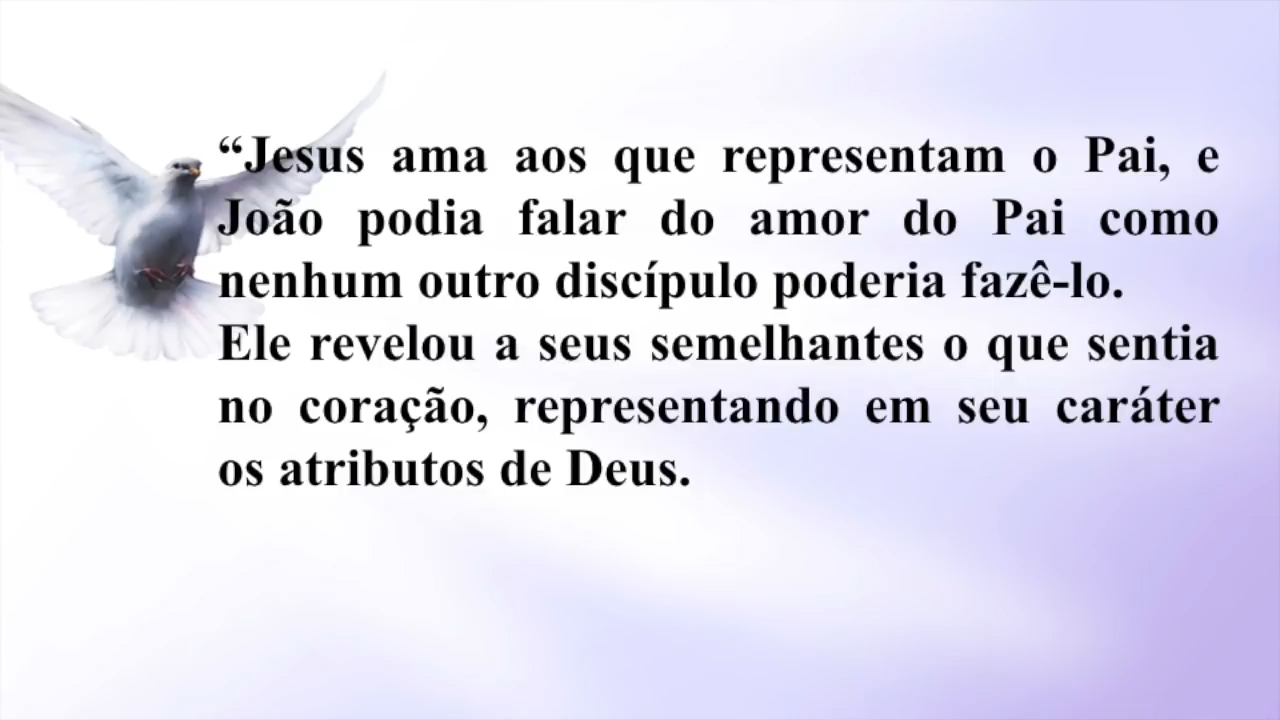 “Jesus ama aos que representam o Pai, e
João podia falar do amor do Pai como
nenhum outro discípulo poderia fazê-lo.
Ele revelou a seus semelhantes o que sentia
no coração, representando em seu caráter
os atributos de Deus.